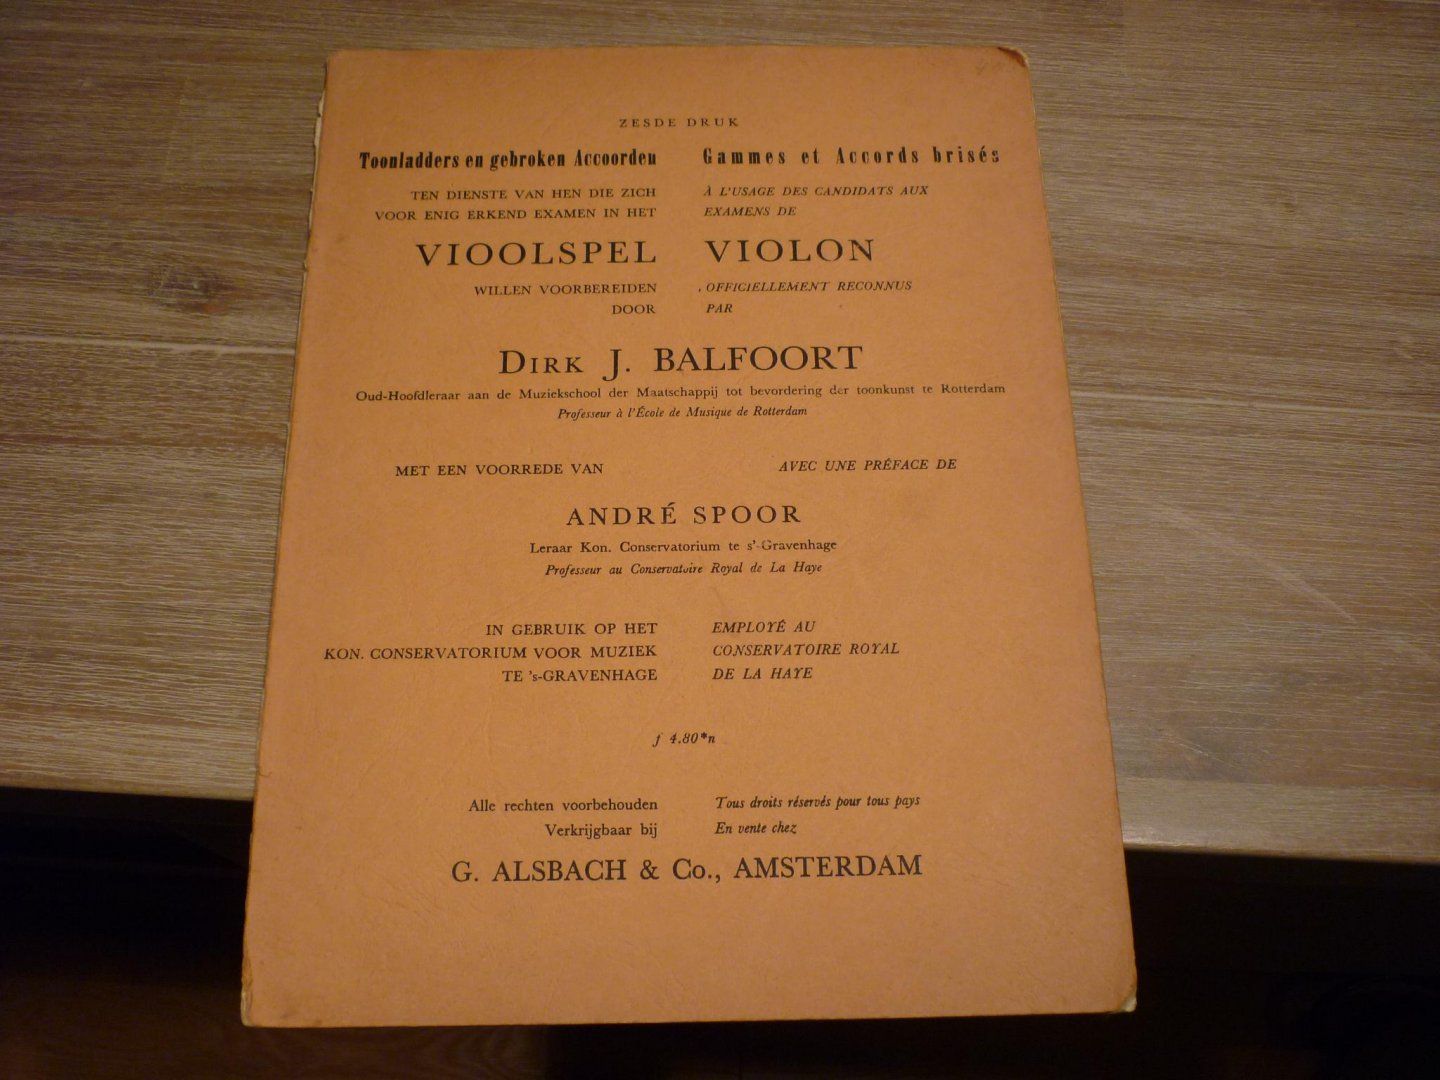 ZESDE DRUK
Toonladders en gebroken Accoorden
TEN DIENSTE VAN HEN DIE ZICH
VOOR ENIG ERKEND EXAMEN IN HET
VIOOLSPEL
WILLEN VOORBEREIDEN
DOOR
Gammes et Accords brisés
À L'USAGE DES CANDIDATS AUX
EXAMENS DE
VIOLON
OFFICIELLEMENT RECONNUS
PAR
DIRK J. BALFOORT
Oud-Hoofdleraar aan de Muziekschool der Maatschappij tot bevordering der toonkunst te Rotterdam
Professeur à l'École de Musique de Rotterdam
MET EEN VOORREDE VAN
AVEC UNE PRÉFACE DE
ANDRÉ SPOOR
Leraar Kon. Conservatorium te s'-Gravenhage
Professeur au Conservatoire Royal de La Haye
IN GEBRUIK OP HET
KON. CONSERVATORIUM VOOR MUZIEK
TE 's-GRAVENHAGE
EMPLOYÉ AU
CONSERVATOIRE ROYAL
DE LA HAYE
ƒ 4.80*n
Alle rechten voorbehouden
Verkrijgbaar bij
Tous droits réservés pour tous pays
En vente chez
G. ALSBACH & Co., AMSTERDAM